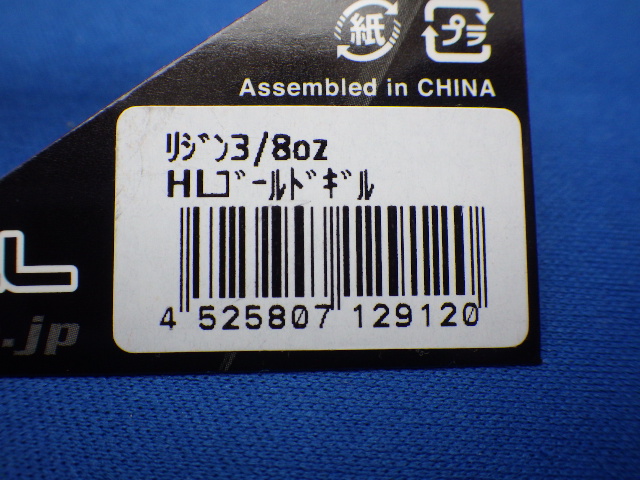 紙 プラ
Assembled in CHINA
ﾘｼﾞﾝ3/8oz
HLｺﾞｰﾙﾄﾞｷﾞﾙ
4 525807 129120
L
.jp